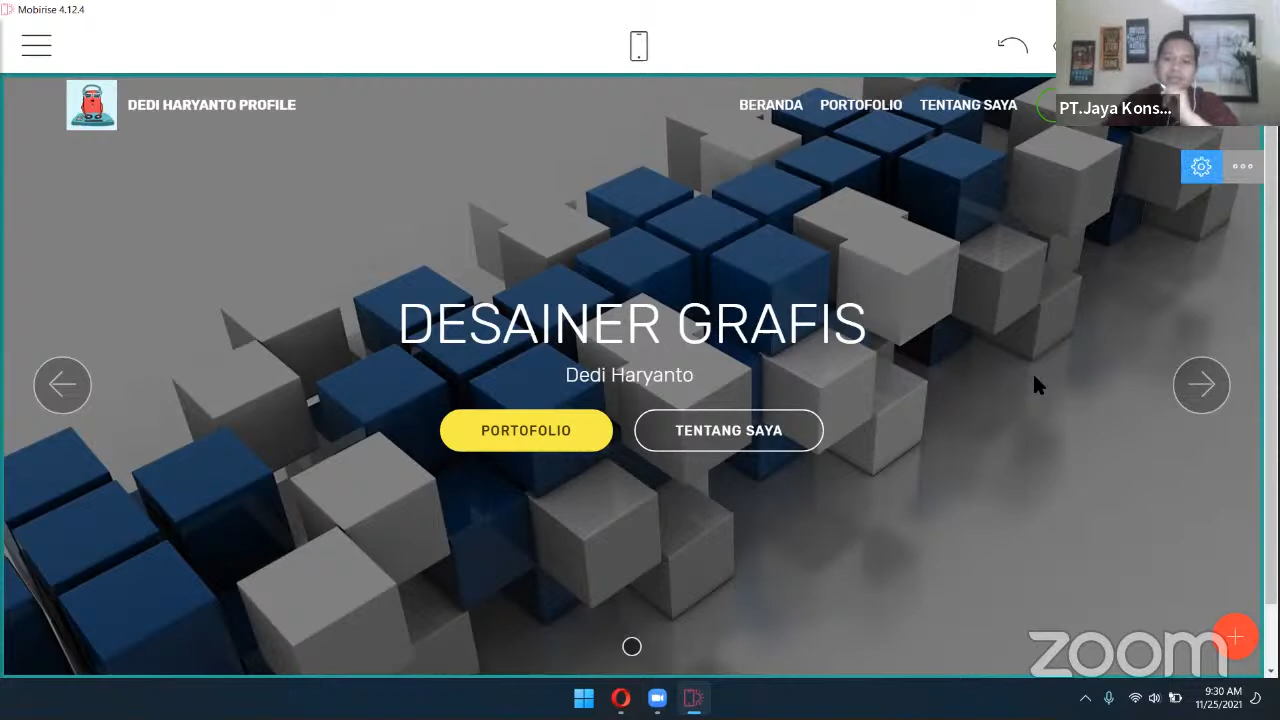 Mobirise 4.12.4
DEDI HARYANTO PROFILE
BERANDA PORTOFOLIO TENTANG SAYA
PT.Jaya Kons...
DESAINER GRAFIS
Dedi Haryanto
PORTOFOLIO
TENTANG SAYA
zoom
9:30 AM
11/25/2021